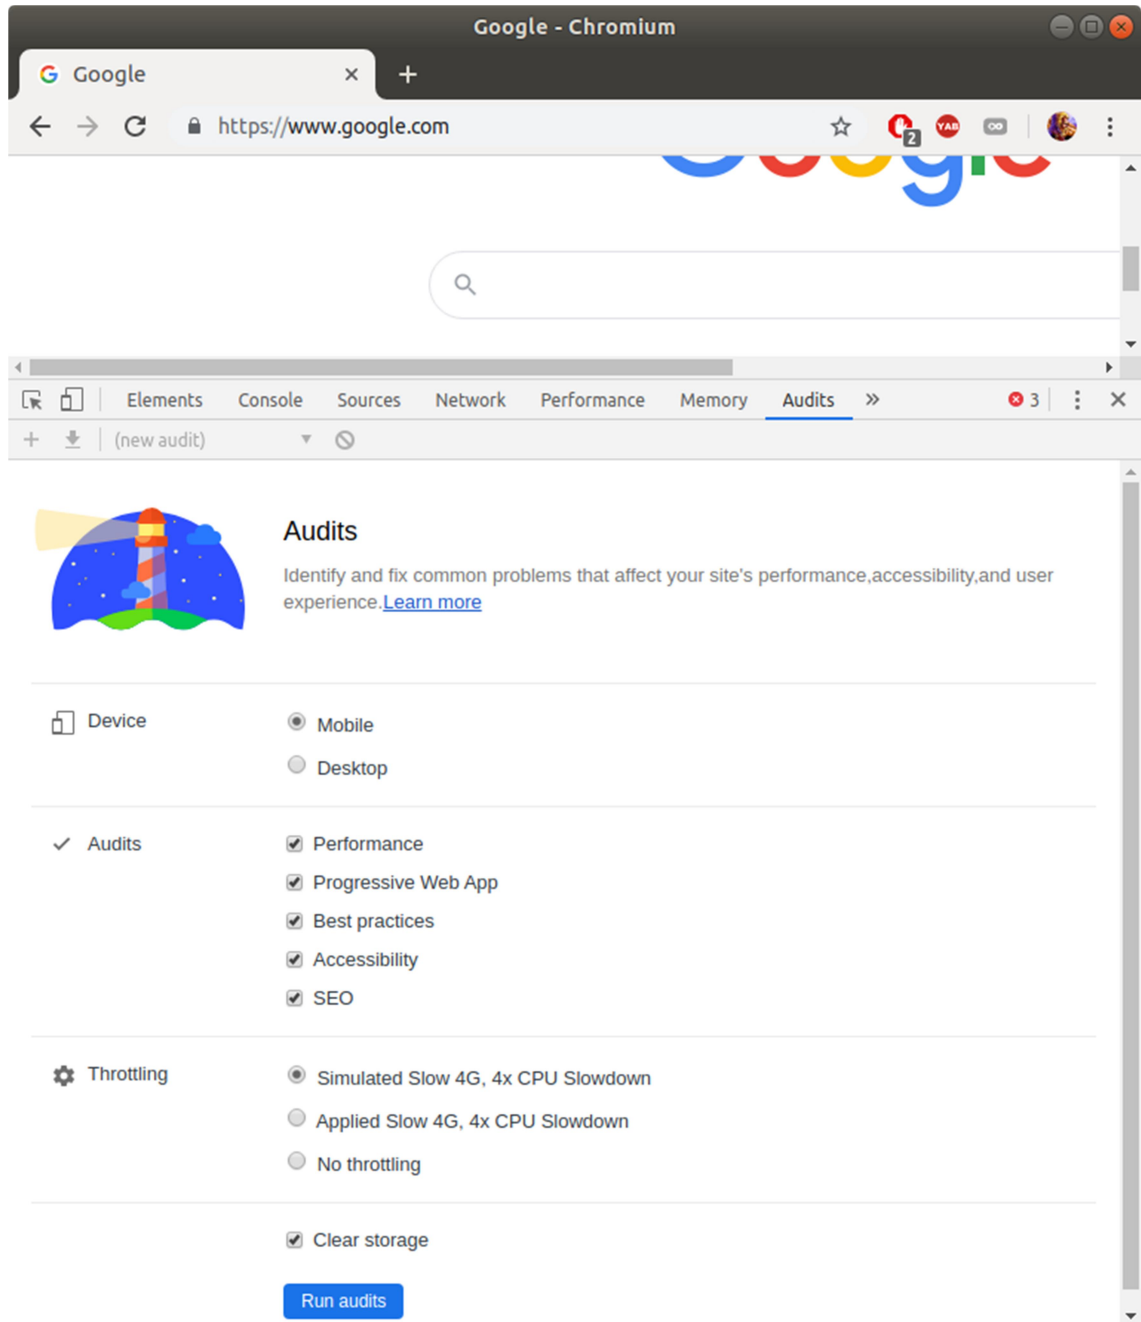 Google - Chromium
Google
https://www.google.com
2
YAB
Google
Elements Console Sources Network Performance Memory Audits 3
(new audit)
Audits
Identify and fix common problems that affect your site's performance,accessibility,and user
experience.Learn more
Device
Mobile
Desktop
Audits
Performance
Progressive Web App
Best practices
Accessibility
SEO
Throttling
Simulated Slow 4G, 4x CPU Slowdown
Applied Slow 4G, 4x CPU Slowdown
No throttling
Clear storage
Run audits